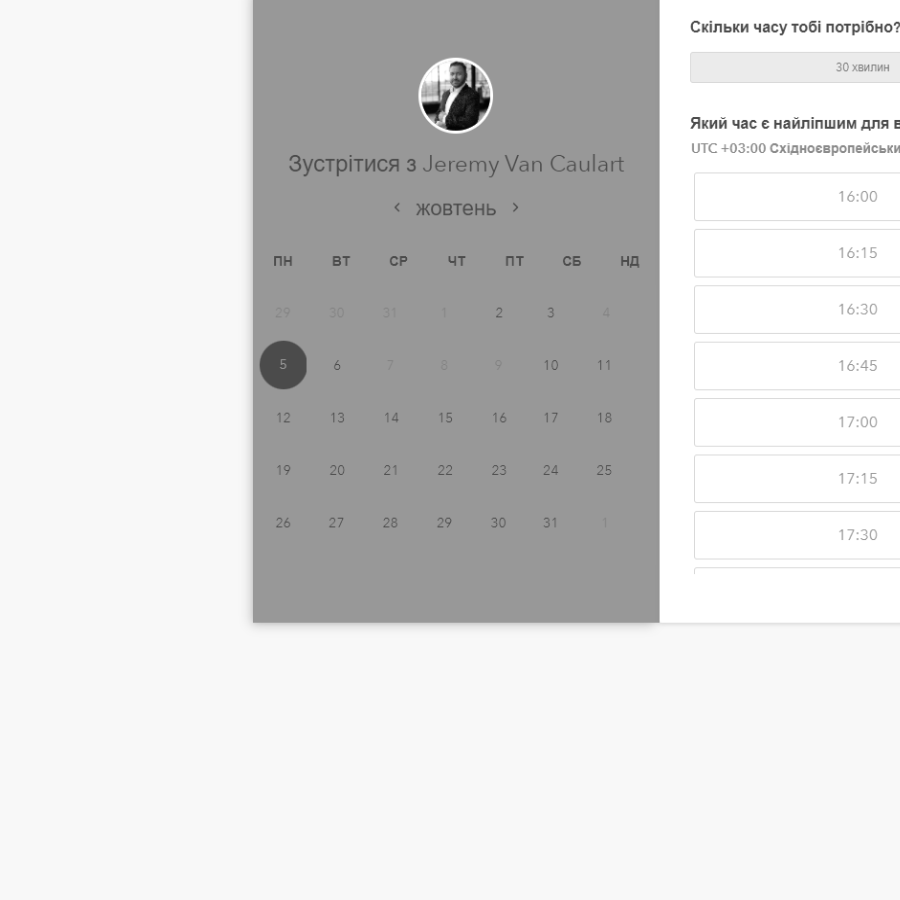 Зустрітися з Jeremy Van Caulart
жовтень
ПН ВТ СР ЧТ ПТ СБ НД
29 30 31 1 2 3 4
5 6 7 8 9 10 11
12 13 14 15 16 17 18
19 20 21 22 23 24 25
26 27 28 29 30 31 1
Скільки часу тобі потрібно?
30 хвилин
Який час є найліпшим для
UTC +03:00
16:00
16:15
16:30
16:45
17:00
17:15
17:30